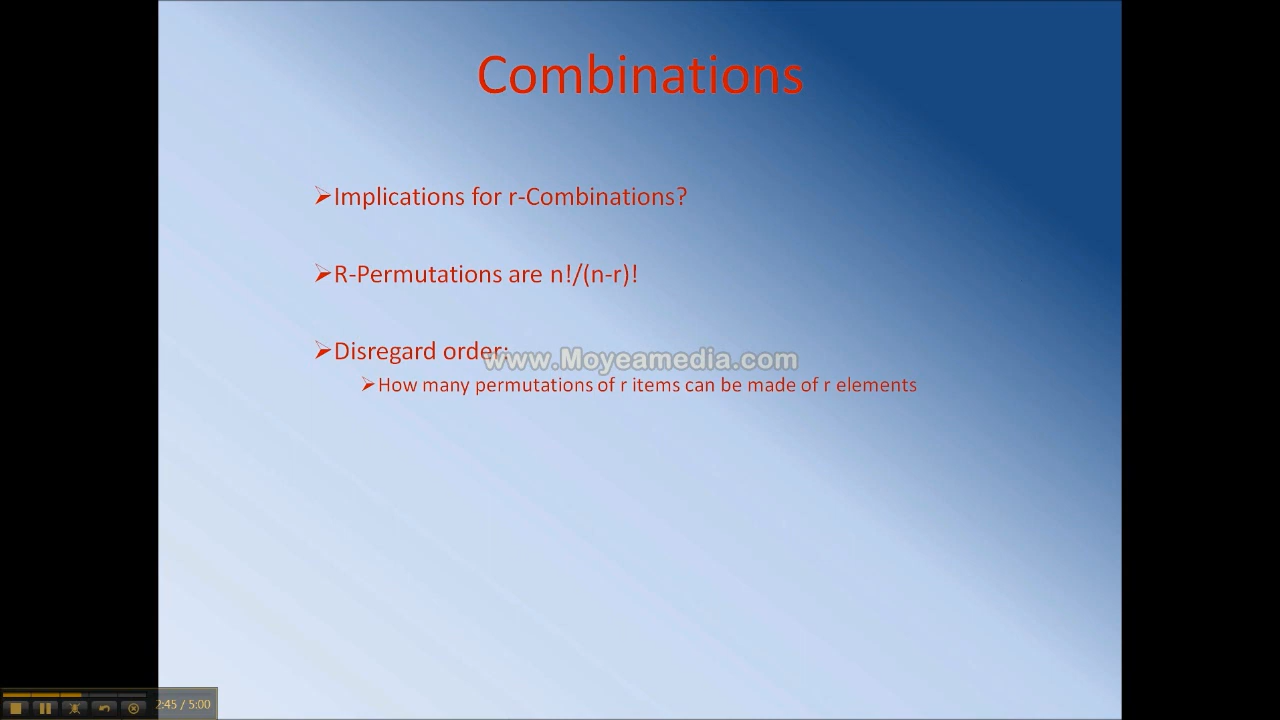 Combinations
Implications for r-Combinations?
R-Permutations are n!/(n-r)!
Disregard order:
www.Moyeamedia.com
How many permutations of r items can be made of r elements
2:45 / 5:00